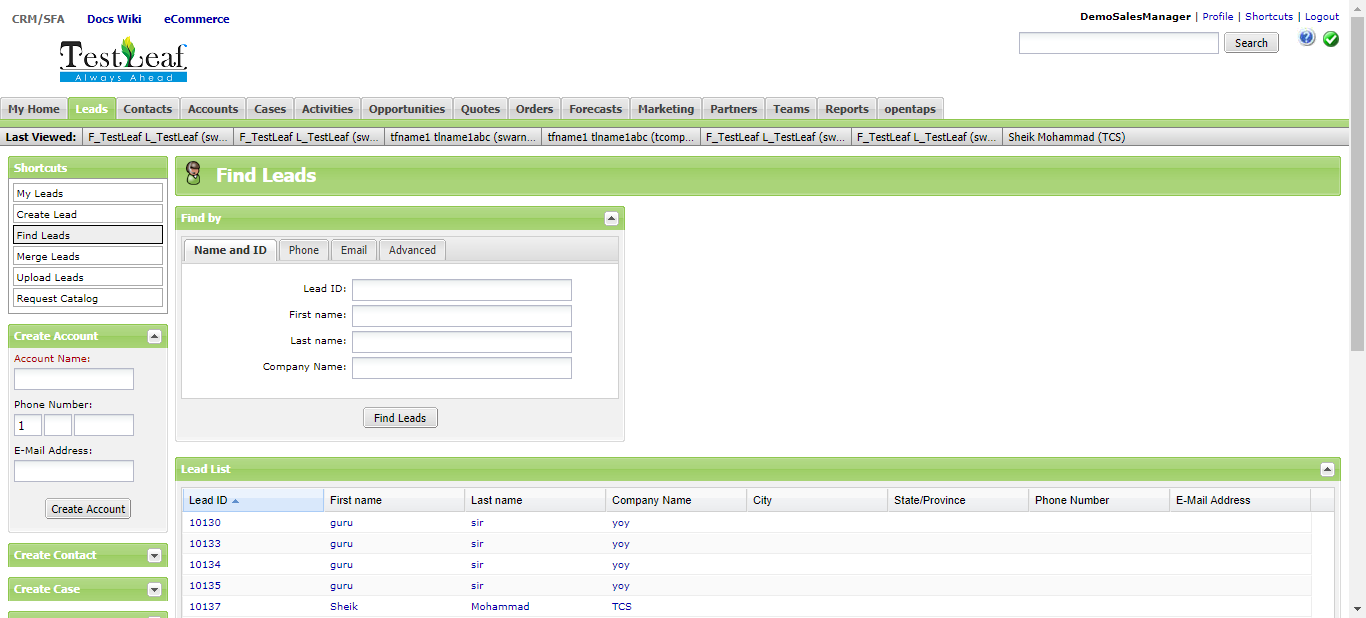 CRM/SFA Docs Wiki eCommerce
DemoSalesManager | Profile | Shortcuts | Logout
Search
TestLeaf
Always Ahead
My Home Leads Contacts Accounts Cases Activities Opportunities Quotes Orders Forecasts Marketing Partners Teams Reports opentaps
Last Viewed: F_TestLeaf L_TestLeaf (sw... F_TestLeaf L_TestLeaf (sw... tfname1 tlname1abc (swarn... tfname1 tlname1abc (tcomp... F_TestLeaf L_TestLeaf (sw... F_TestLeaf L_TestLeaf (sw... Sheik Mohammad (TCS)
Shortcuts
My Leads
Create Lead
Find Leads
Merge Leads
Upload Leads
Request Catalog
Create Account
Account Name:
Phone Number:
1
E-Mail Address:
Create Account
Create Contact
Create Case
Find Leads
Find by
Name and ID Phone Email Advanced
Lead ID:
First name:
Last name:
Company Name:
Find Leads
Lead List
Lead ID First name Last name Company Name City State/Province Phone Number E-Mail Address
10130 guru sir yoy
10133 guru sir yoy
10134 guru sir yoy
10135 guru sir yoy
10137 Sheik Mohammad TCS